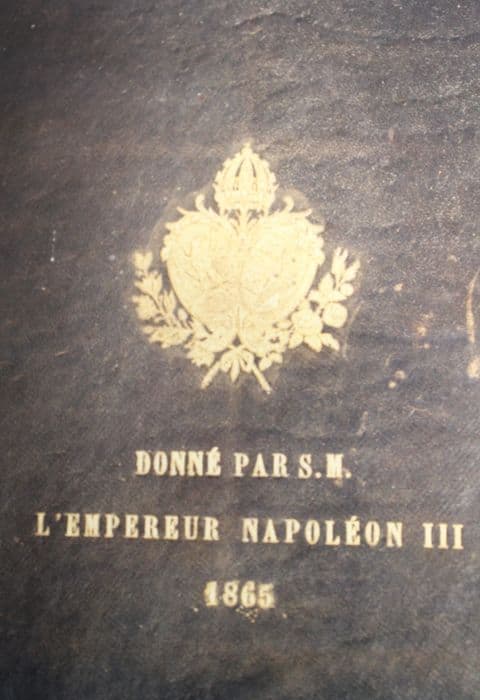 DONNÉ PAR S.M.
L'EMPEREUR NAPOLÉON III
1865